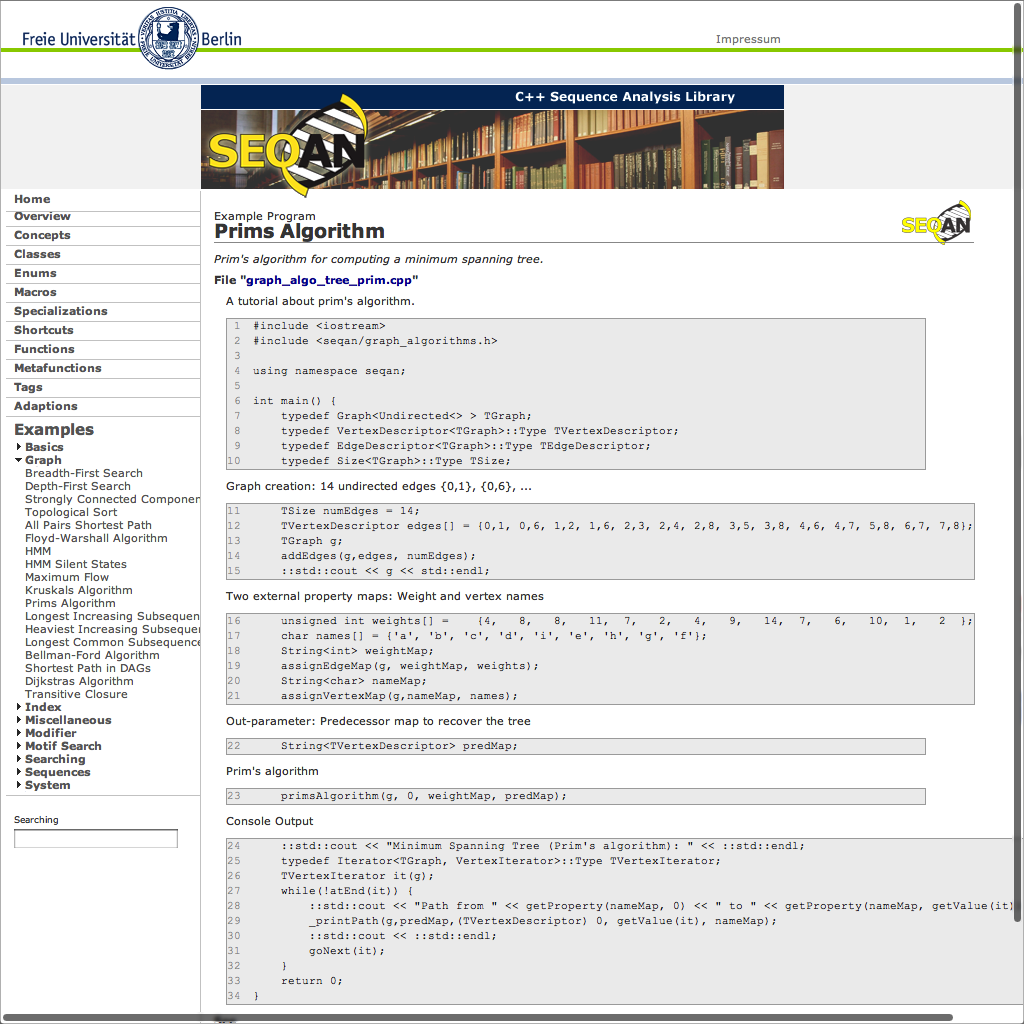 Freie Universität Berlin
Impressum
C++ Sequence Analysis Library
SEQAN
Home
Overview
Concepts
Classes
Enums
Macros
Specializations
Shortcuts
Functions
Metafunctions
Tags
Adaptions
Examples
Basics
Graph
Breadth-First Search
Depth-First Search
Strongly Connected Componen
Topological Sort
All Pairs Shortest Path
Floyd-Warshall Algorithm
HMM
HMM Silent States
Maximum Flow
Kruskals Algorithm
Prims Algorithm
Longest Increasing Subsequen
Heaviest Increasing Subseque
Longest Common Subsequence
Bellman-Ford Algorithm
Shortest Path in DAGs
Dijkstras Algorithm
Transitive Closure
Index
Miscellaneous
Modifier
Motif Search
Searching
Sequences
System
Searching
Example Program
Prims Algorithm
SEQAN
Prim's algorithm for computing a minimum spanning tree.
File "graph_algo_tree_prim.cpp"
A tutorial about prim's algorithm.
1 #include <iostream>
2 #include <seqan/graph_algorithms.h>
3
4 using namespace seqan;
5
6 int main() {
7     typedef Graph<Undirected<> > TGraph;
8     typedef VertexDescriptor<TGraph>::Type TVertexDescriptor;
9     typedef EdgeDescriptor<TGraph>::Type TEdgeDescriptor;
10     typedef Size<TGraph>::Type TSize;
Graph creation: 14 undirected edges {0,1}, {0,6}, ...
11     TSize numEdges = 14;
12     TVertexDescriptor edges[] = {0,1, 0,6, 1,2, 1,6, 2,3, 2,4, 2,8, 3,5, 3,8, 4,6, 4,7, 5,8, 6,7, 7,8};
13     TGraph g;
14     addEdges(g,edges, numEdges);
15     ::std::cout << g << std::endl;
Two external property maps: Weight and vertex names
16     unsigned int weights[] =    {4,   8,   8,   11,  7,   2,   4,   9,   14,  7,   6,   10,  1,   2  };
17     char names[] = {'a', 'b', 'c', 'd', 'i', 'e', 'h', 'g', 'f'};
18     String<int> weightMap;
19     assignEdgeMap(g, weightMap, weights);
20     String<char> nameMap;
21     assignVertexMap(g,nameMap, names);
Out-parameter: Predecessor map to recover the tree
22     String<TVertexDescriptor> predMap;
Prim's algorithm
23     primsAlgorithm(g, 0, weightMap, predMap);
Console Output
24     ::std::cout << "Minimum Spanning Tree (Prim's algorithm): " << ::std::endl;
25     typedef Iterator<TGraph, VertexIterator>::Type TVertexIterator;
26     TVertexIterator it(g);
27     while(!atEnd(it)) {
28         ::std::cout << "Path from " << getProperty(nameMap, 0) << " to " << getProperty(nameMap, getValue(it)
29         _printPath(g,predMap,(TVertexDescriptor) 0, getValue(it), nameMap);
30         ::std::cout << ::std::endl;
31         goNext(it);
32     }
33     return 0;
34 }